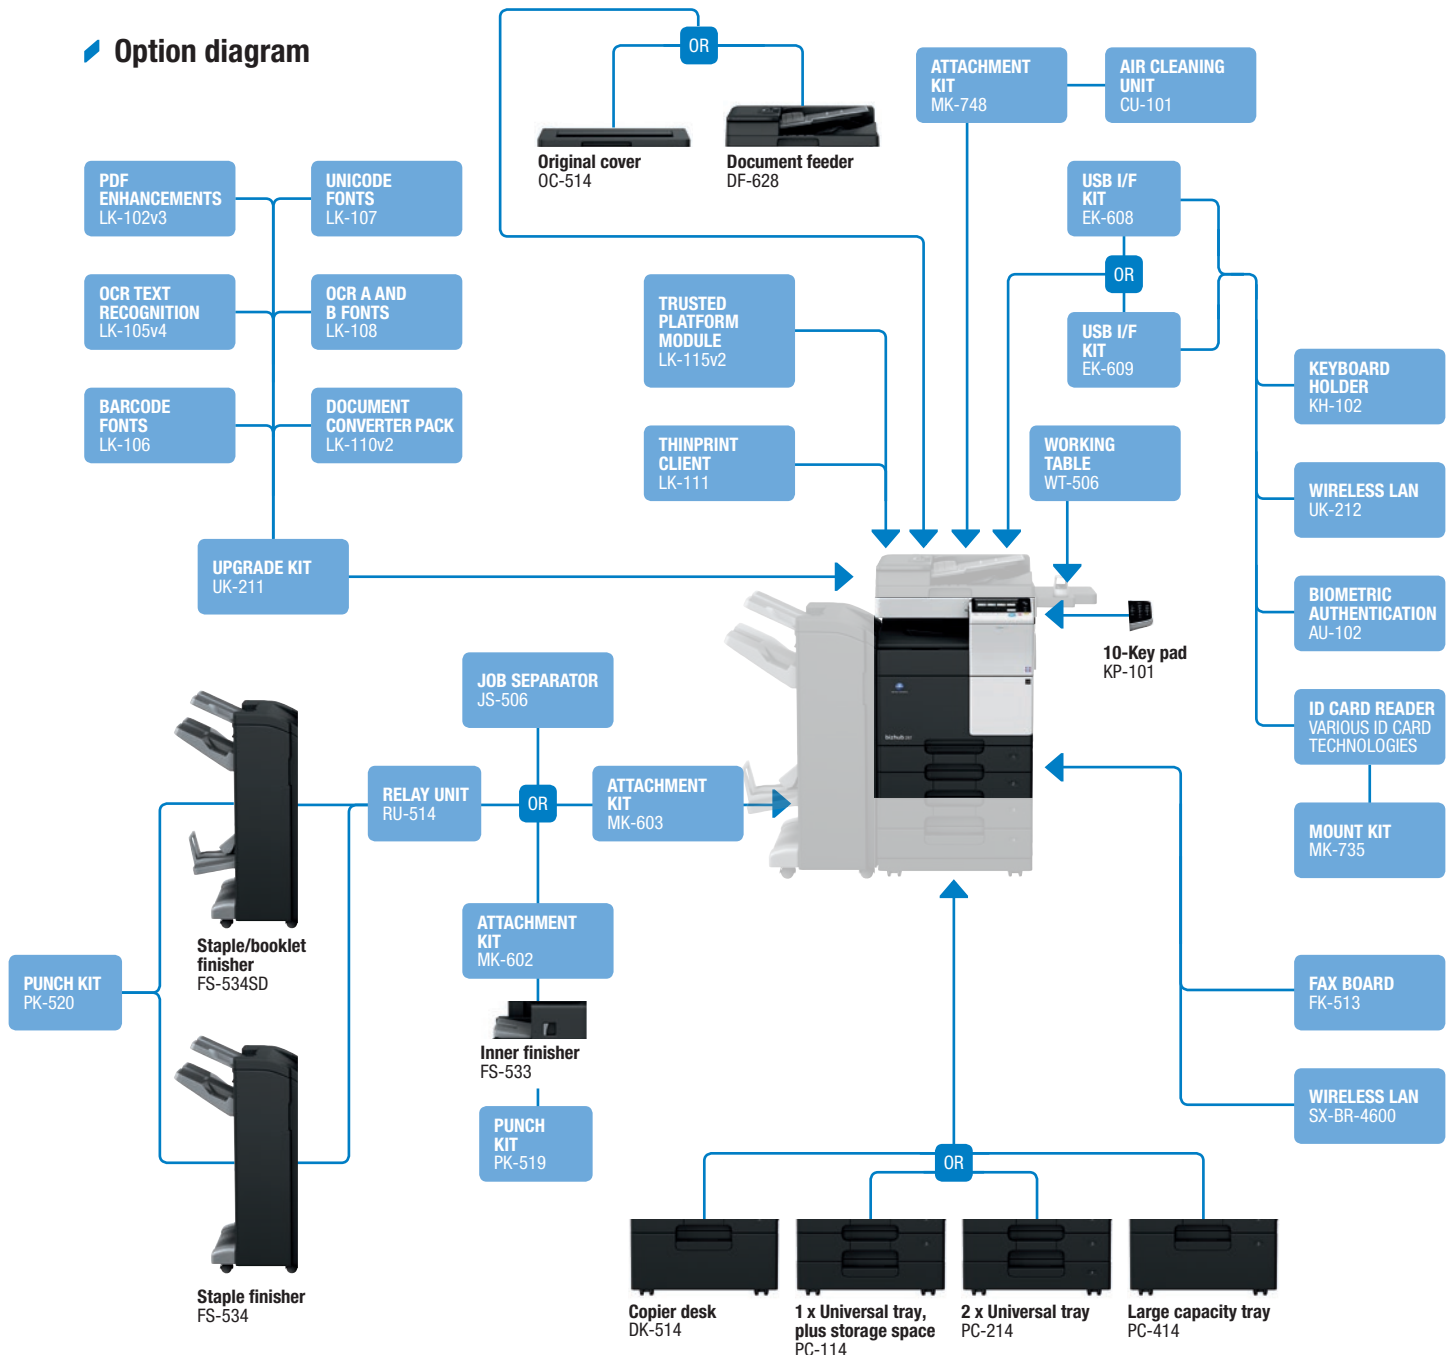 Option diagram
OR
Original cover
OC-514
Document feeder
DF-628
ATTACHMENT
KIT
MK-748
AIR CLEANING
UNIT
CU-101
PDF
ENHANCEMENTS
LK-102v3
UNICODE
FONTS
LK-107
USB I/F
KIT
EK-608
OCR TEXT
RECOGNITION
LK-105v4
OCR A AND
B FONTS
LK-108
TRUSTED
PLATFORM
MODULE
LK-115v2
OR
USB I/F
KIT
EK-609
KEYBOARD
HOLDER
KH-102
BARCODE
FONTS
LK-106
DOCUMENT
CONVERTER PACK
LK-110v2
THINPRINT
CLIENT
LK-111
WORKING
TABLE
WT-506
WIRELESS LAN
UK-212
UPGRADE KIT
UK-211
BIOMETRIC
AUTHENTICATION
AU-102
10-Key pad
KP-101
JOB SEPARATOR
JS-506
ID CARD READER
VARIOUS ID CARD
TECHNOLOGIES
bizhub
RELAY UNIT
RU-514
OR
ATTACHMENT
KIT
MK-603
MOUNT KIT
MK-735
ATTACHMENT
KIT
MK-602
Staple/booklet
finisher
FS-534SD
PUNCH KIT
PK-520
FAX BOARD
FK-513
Inner finisher
FS-533
WIRELESS LAN
SX-BR-4600
PUNCH
KIT
PK-519
OR
Staple finisher
FS-534
Copier desk
DK-514
1 x Universal tray,
plus storage space
PC-114
2 x Universal tray
PC-214
Large capacity tray
PC-414